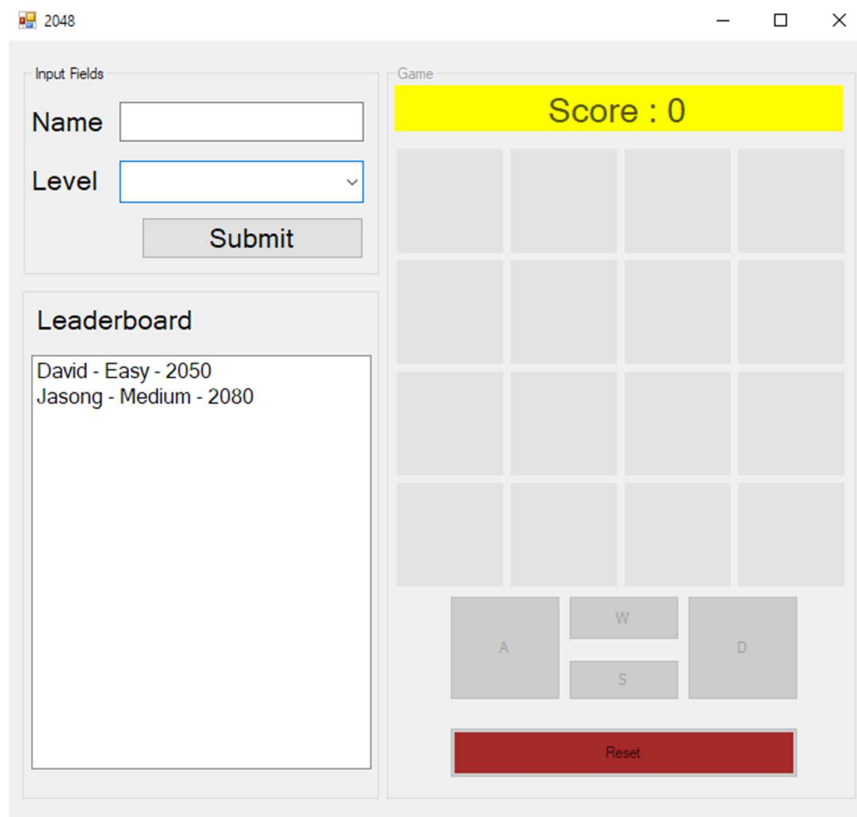 2048
Input Fields
Name
Level
Submit
Leaderboard
David - Easy - 2050
Jasong - Medium - 2080
Game
Score : 0
A
W
S
D
Reset